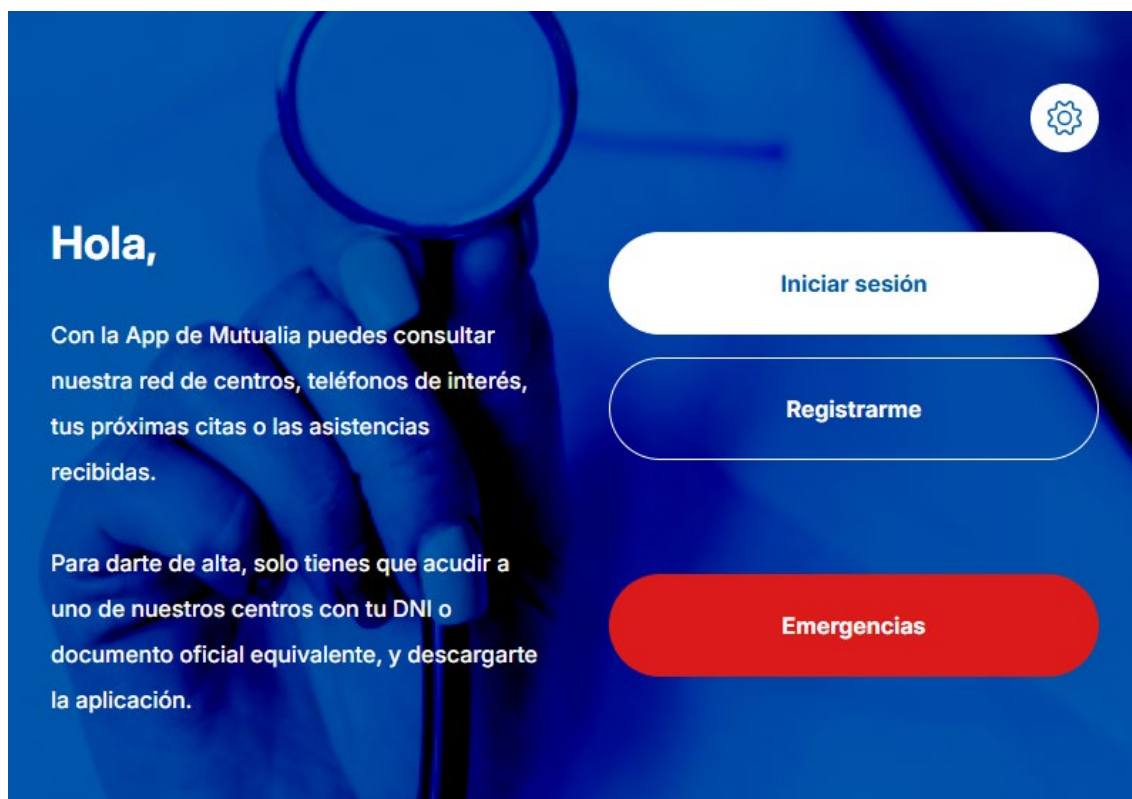 Hola,
Con la App de Mutualia puedes consultar
nuestra red de centros, teléfonos de interés,
tus próximas citas o las asistencias
recibidas.
Para darte de alta, solo tienes que acudir a
uno de nuestros centros con tu DNI o
documento oficial equivalente, y descargarte
la aplicación.
Iniciar sesión
Registrarme
Emergencias